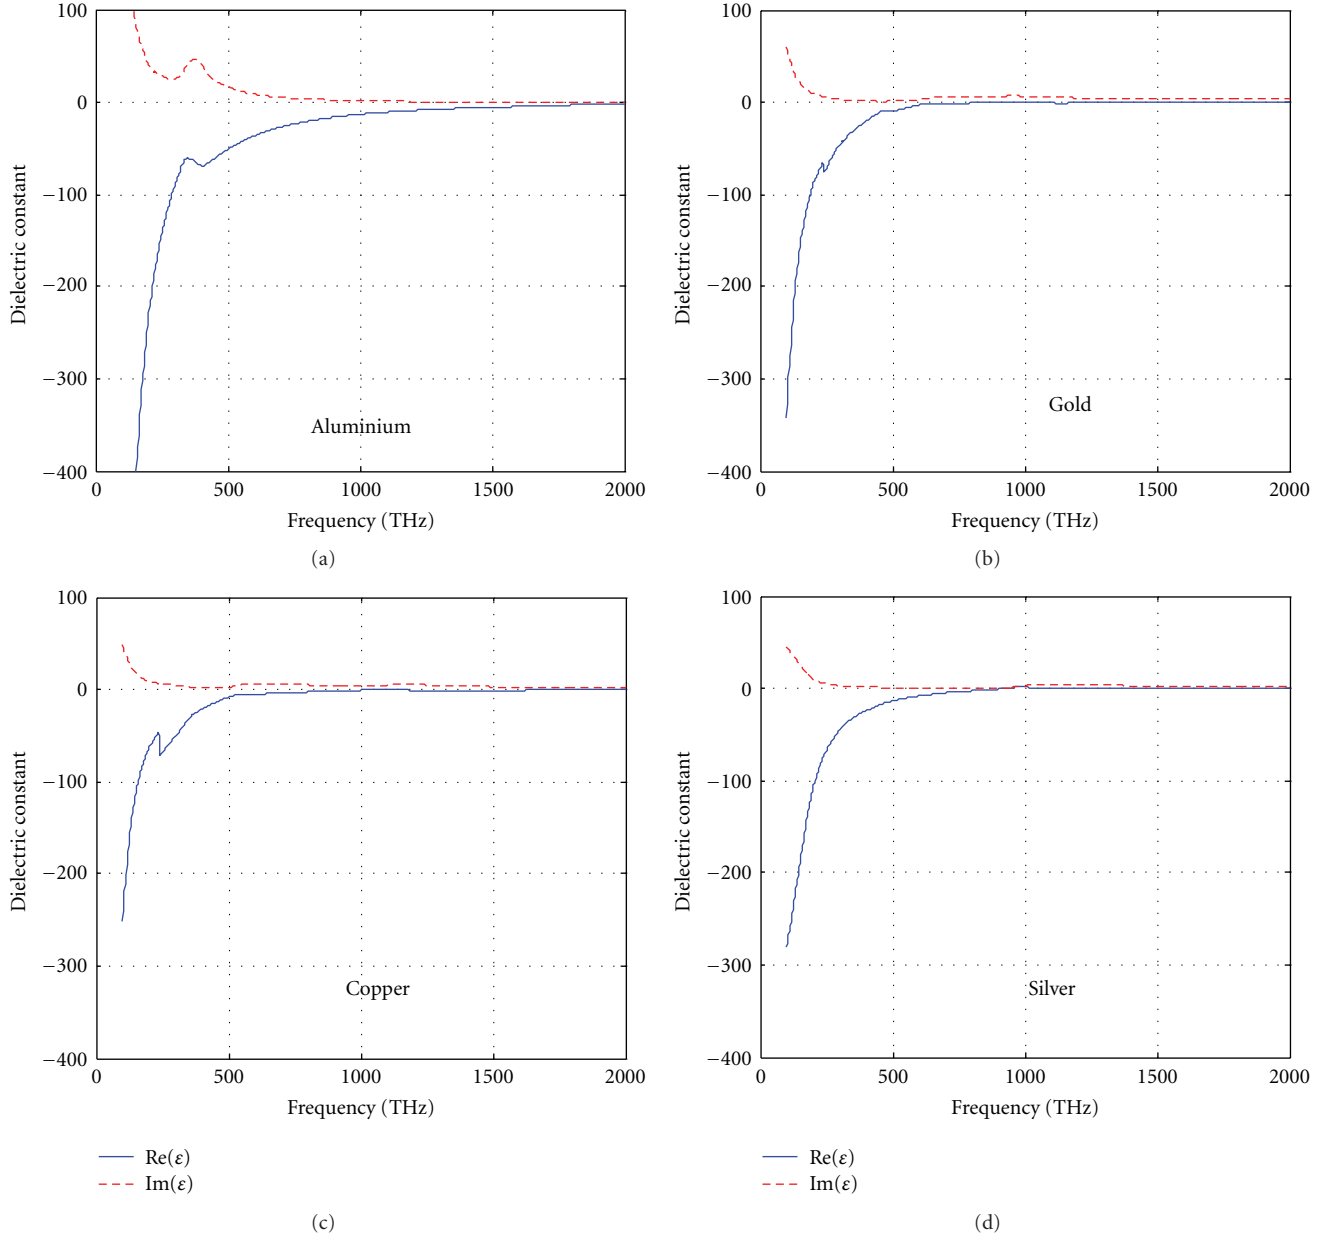 100
0
−100
−200
−300
−400
Dielectric constant
0 500 1000 1500 2000
Frequency (THz)
Aluminium
(a)
100
0
−100
−200
−300
−400
Dielectric constant
0 500 1000 1500 2000
Frequency (THz)
Gold
(b)
100
0
−100
−200
−300
−400
Dielectric constant
0 500 1000 1500 2000
Frequency (THz)
Copper
Re(ε)
Im(ε)
(c)
100
0
−100
−200
−300
−400
Dielectric constant
0 500 1000 1500 2000
Frequency (THz)
Silver
Re(ε)
Im(ε)
(d)